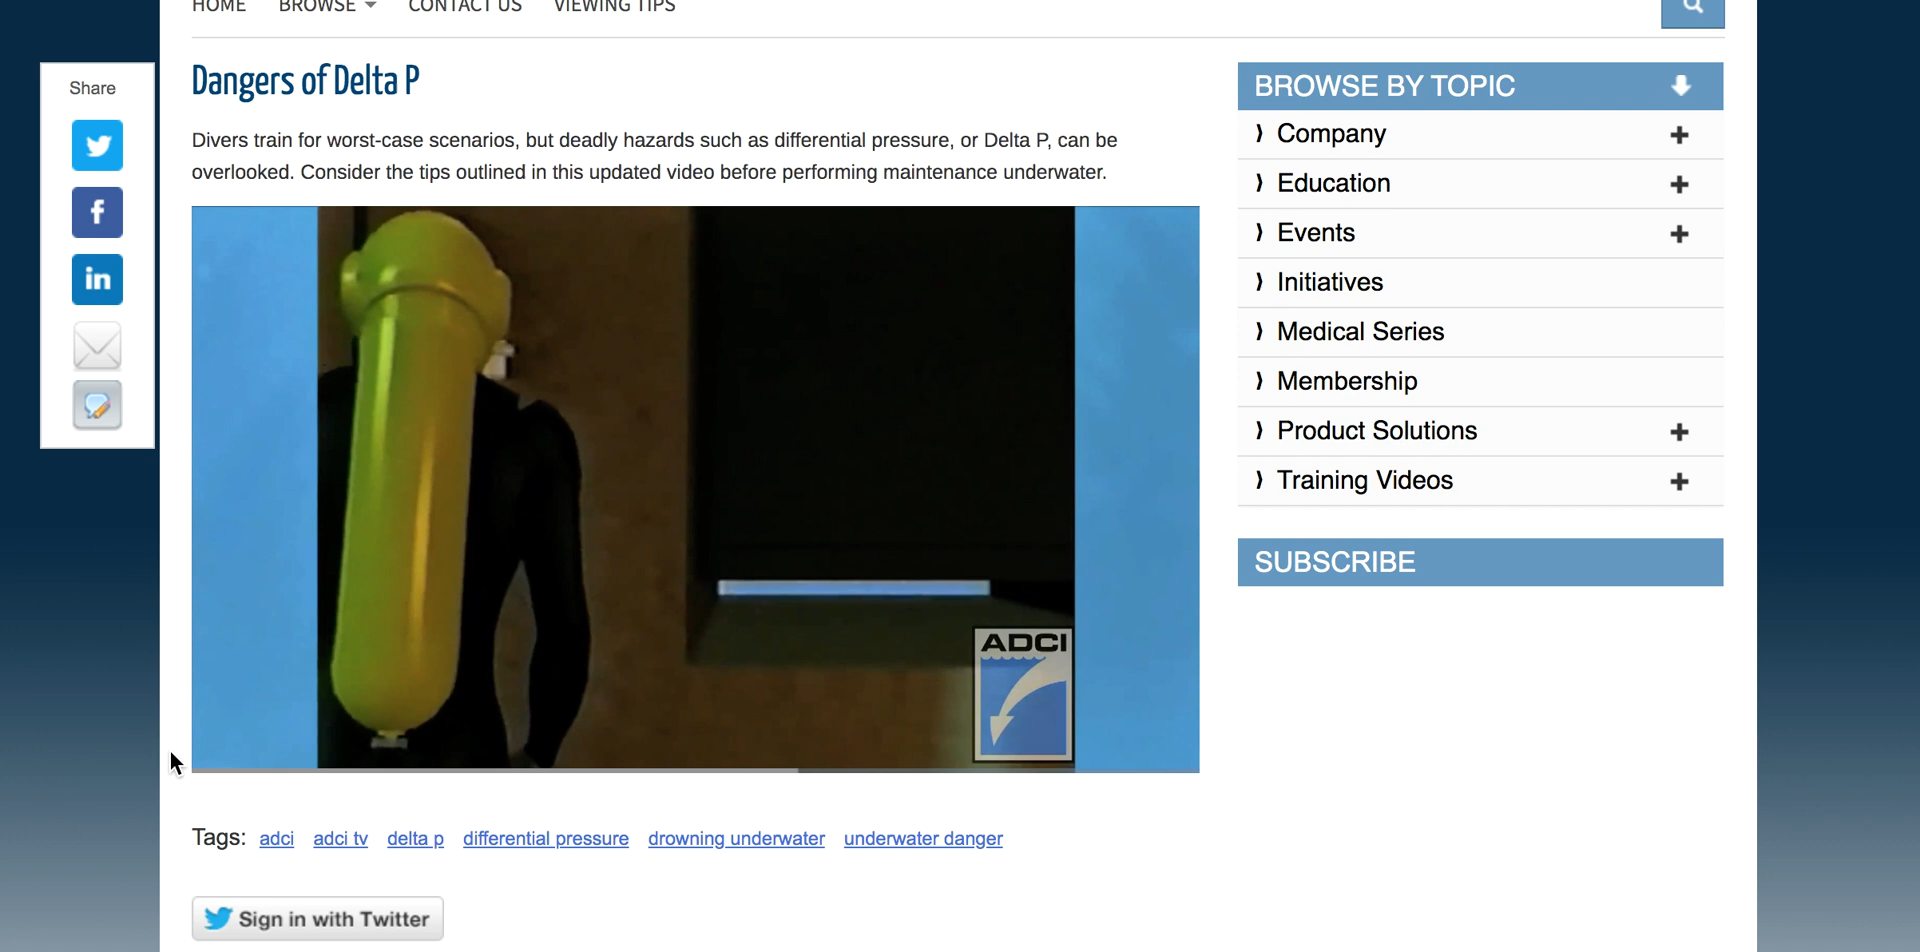 HOME BROWSE CONTACT US VIEWING TIPS
Share
Dangers of Delta P
Divers train for worst-case scenarios, but deadly hazards such as differential pressure, or Delta P, can be
overlooked. Consider the tips outlined in this updated video before performing maintenance underwater.
ADCI
Tags: adci adci tv delta p differential pressure drowning underwater underwater danger
Sign in with Twitter
BROWSE BY TOPIC
Company
Education
Events
Initiatives
Medical Series
Membership
Product Solutions
Training Videos
SUBSCRIBE